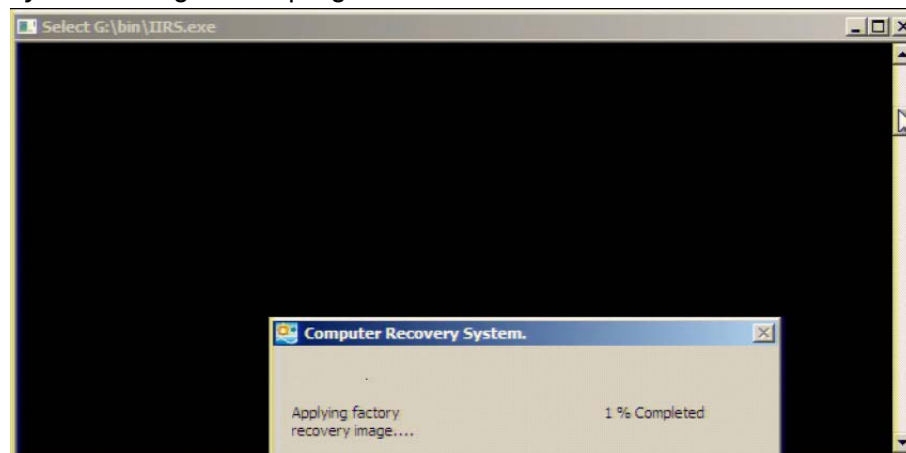 Select G:\bin\IIRS.exe
Computer Recovery System.
.
Applying factory
recovery image....
1 % Completed